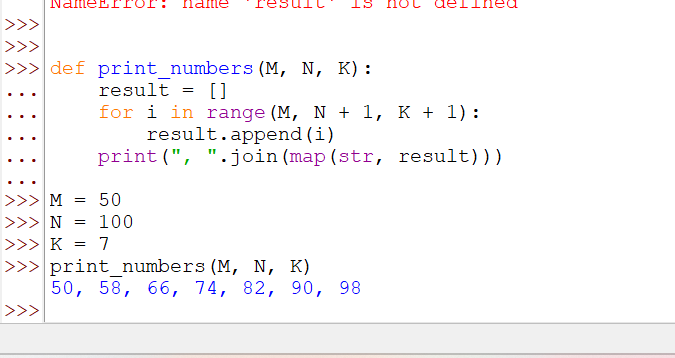 NameError: name 'result' is not defined
>>>
>>>
>>> def print_numbers(M, N, K):
...     result = []
...     for i in range(M, N + 1, K + 1):
...         result.append(i)
...     print(", ".join(map(str, result)))
...
>>> M = 50
>>> N = 100
>>> K = 7
>>> print_numbers(M, N, K)
50, 58, 66, 74, 82, 90, 98
>>>